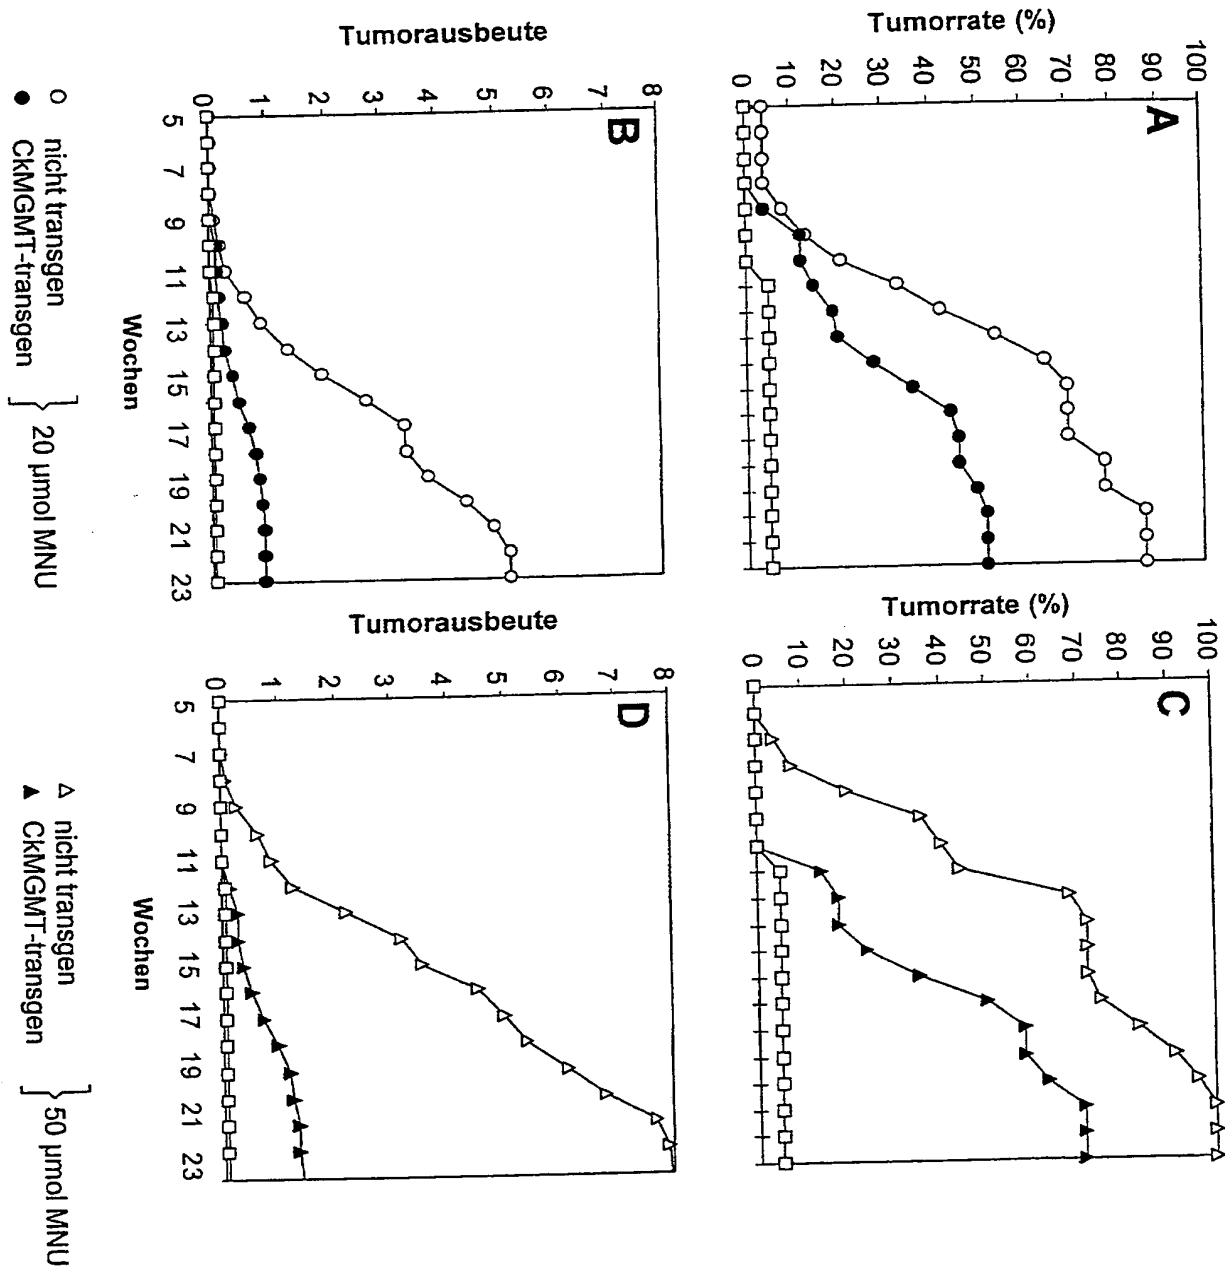 A
Tumorrate (%)
100
90
80
70
60
50
40
30
20
10
0
C
Tumorrate (%)
100
90
80
70
60
50
40
30
20
10
0
B
Tumorausbeute
8
7
6
5
4
3
2
1
0
5 7 9 11 13 15 17 19 21 23
Wochen
D
Tumorausbeute
8
7
6
5
4
3
2
1
0
5 7 9 11 13 15 17 19 21 23
Wochen
nicht transgen
CkMGMT-transgen
20 µmol MNU
nicht transgen
CkMGMT-transgen
50 µmol MNU